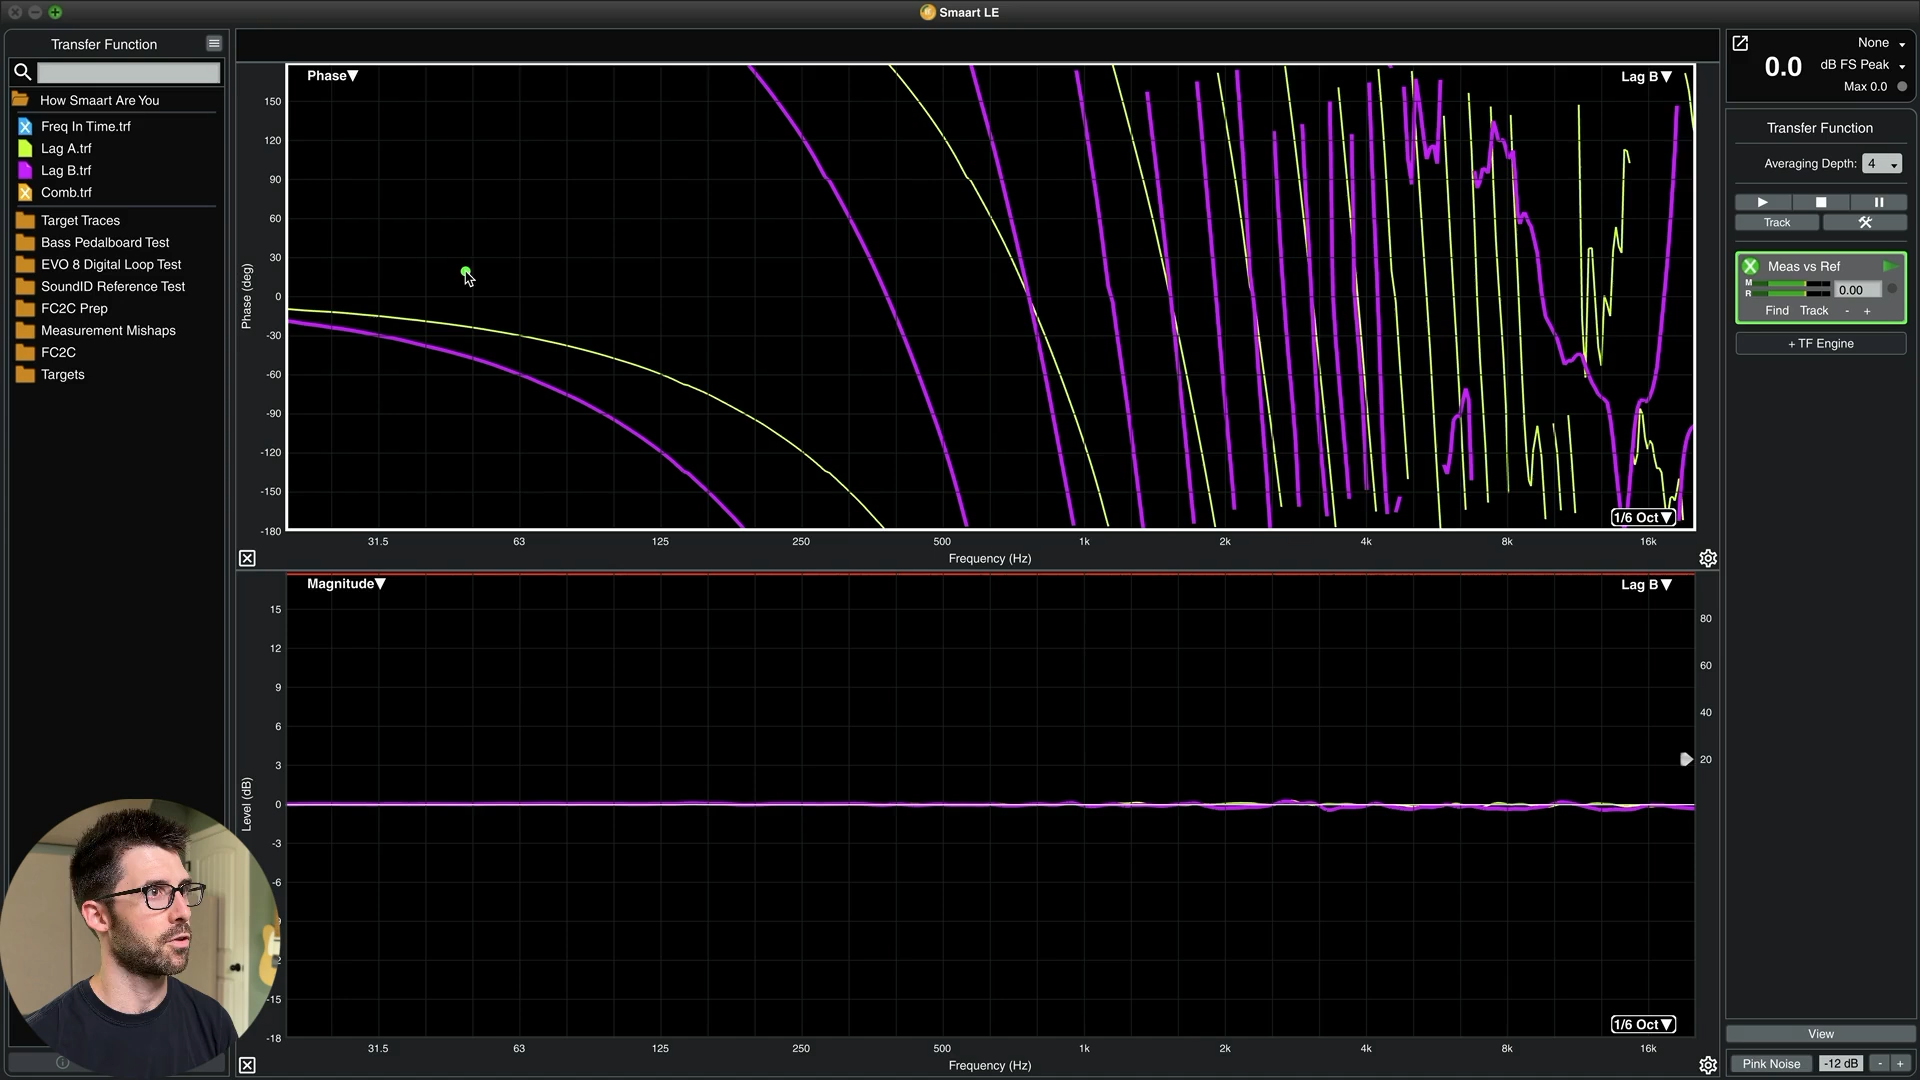 Smaart LE
Transfer Function
How Smaart Are You
Freq In Time.trf
Lag A.trf
Lag B.trf
Comb.trf
Target Traces
Bass Pedalboard Test
EVO 8 Digital Loop Test
SoundID Reference Test
FC2C Prep
Measurement Mishaps
FC2C
Targets
Phase▼
Lag B▼
150
120
90
60
30
0
-30
-60
-90
-120
-150
-180
Phase (deg)
1/6 Oct▼
31.5 63 125 250 500 1k 2k 4k 8k 16k
Frequency (Hz)
Magnitude▼
Lag B▼
15
12
9
6
3
0
-3
-6
-15
-18
Level (dB)
80
60
40
20
1/6 Oct▼
31.5 63 125 250 500 1k 2k 4k 8k 16k
Frequency (Hz)
None
0.0 dB FS Peak
Max 0.0
Transfer Function
Averaging Depth: 4
Track
Meas vs Ref
M
R
0.00
Find Track - +
+ TF Engine
View
Pink Noise -12 dB - +